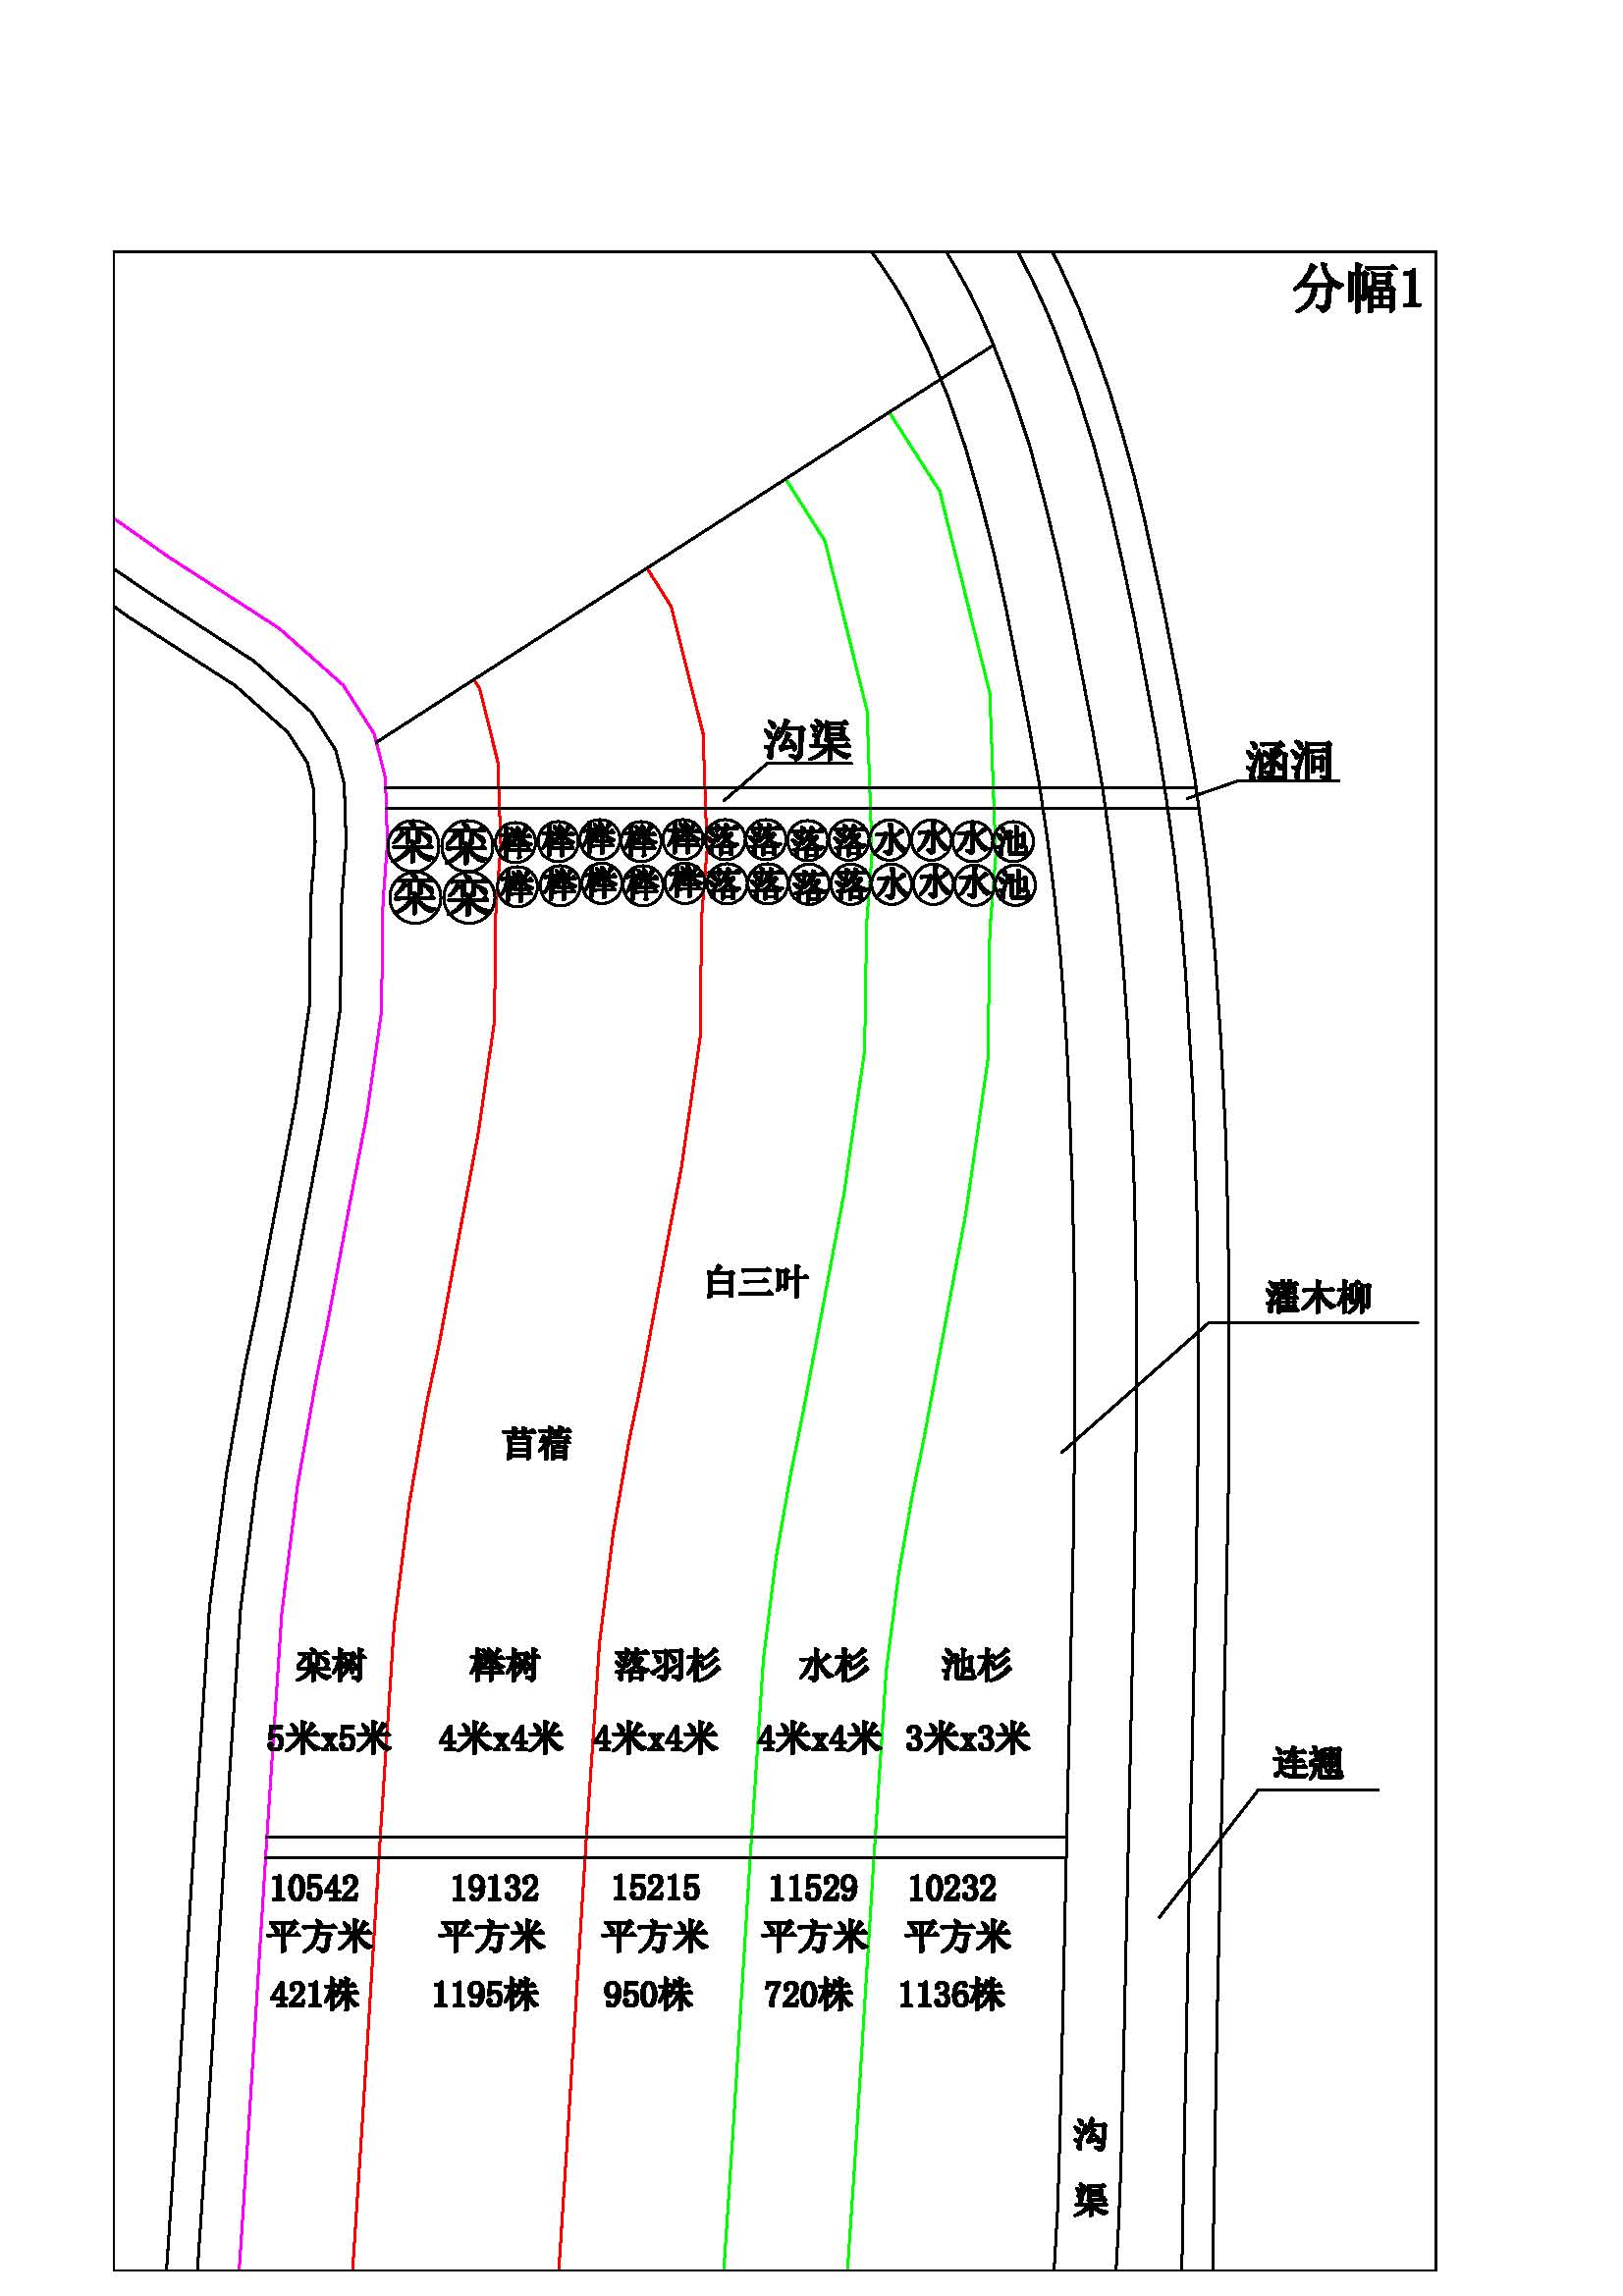 分幅1
沟渠
涵洞
栾 栾 榉 榉 榉 榉 榉 落 落 落 落 水 水 水 池
栾 栾 榉 榉 榉 榉 榉 落 落 落 落 水 水 水 池
白三叶
灌木柳
苜蓿
栾树 榉树 落羽杉 水杉 池杉
5米x5米 4米x4米 4米x4米 4米x4米 3米x3米
连翘
10542 19132 15215 11529 10232
平方米 平方米 平方米 平方米 平方米
421株 1195株 950株 720株 1136株
沟
渠